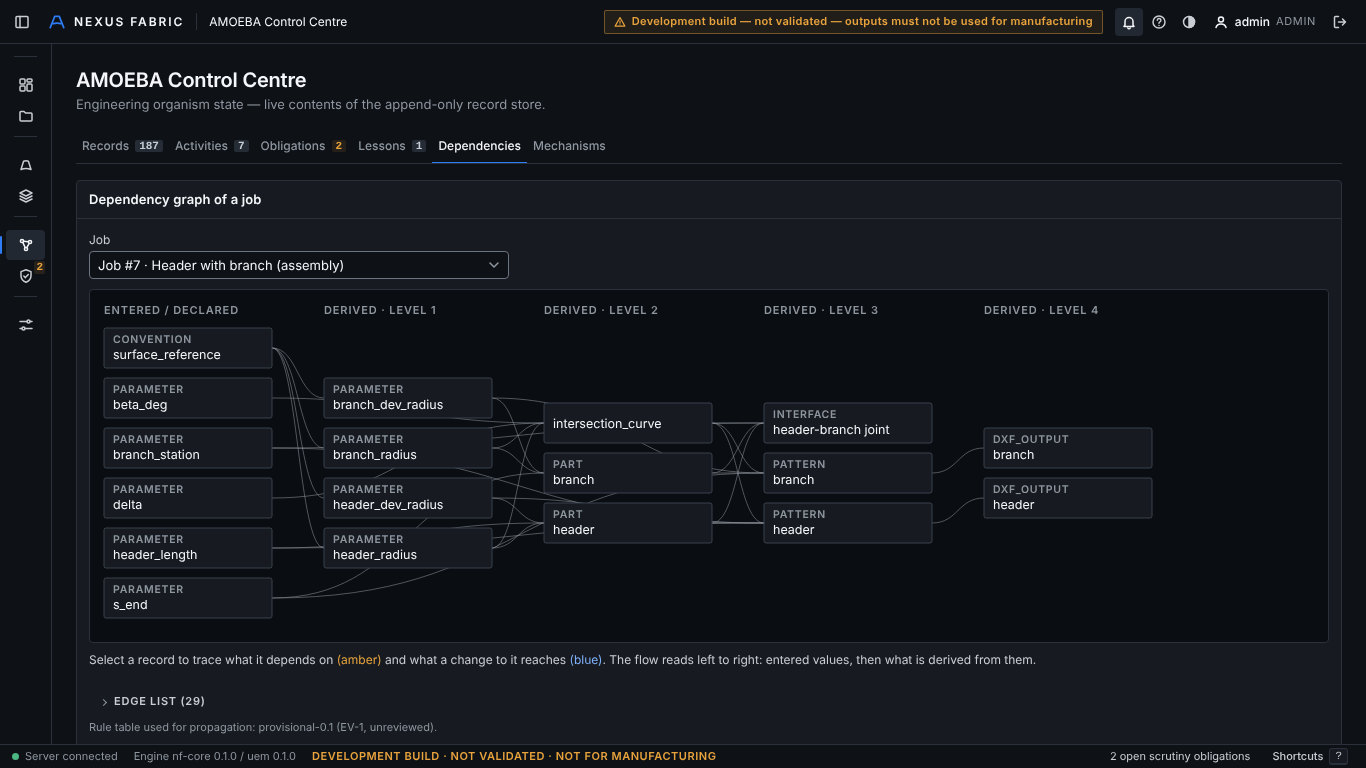 NEXUS FABRIC AMOEBA Control Centre Development build — not validated — outputs must not be used for manufacturing admin ADMIN
AMOEBA Control Centre
Engineering organism state — live contents of the append-only record store.
Records 187 Activities 7 Obligations 2 Lessons 1 Dependencies Mechanisms
2
Dependency graph of a job
Job
Job #7 · Header with branch (assembly)
ENTERED / DECLARED DERIVED · LEVEL 1 DERIVED · LEVEL 2 DERIVED · LEVEL 3 DERIVED · LEVEL 4
CONVENTION
surface_reference
PARAMETER
beta_deg
PARAMETER
branch_station
PARAMETER
delta
PARAMETER
header_length
PARAMETER
s_end
PARAMETER
branch_dev_radius
PARAMETER
branch_radius
PARAMETER
header_dev_radius
PARAMETER
header_radius
intersection_curve
PART
branch
PART
header
INTERFACE
header-branch joint
PATTERN
branch
PATTERN
header
DXF_OUTPUT
branch
DXF_OUTPUT
header
Select a record to trace what it depends on (amber) and what a change to it reaches (blue). The flow reads left to right: entered values, then what is derived from them.
EDGE LIST (29)
Rule table used for propagation: provisional-0.1 (EV-1, unreviewed).
Server connected Engine nf-core 0.1.0 / uem 0.1.0 DEVELOPMENT BUILD · NOT VALIDATED · NOT FOR MANUFACTURING 2 open scrutiny obligations Shortcuts ?